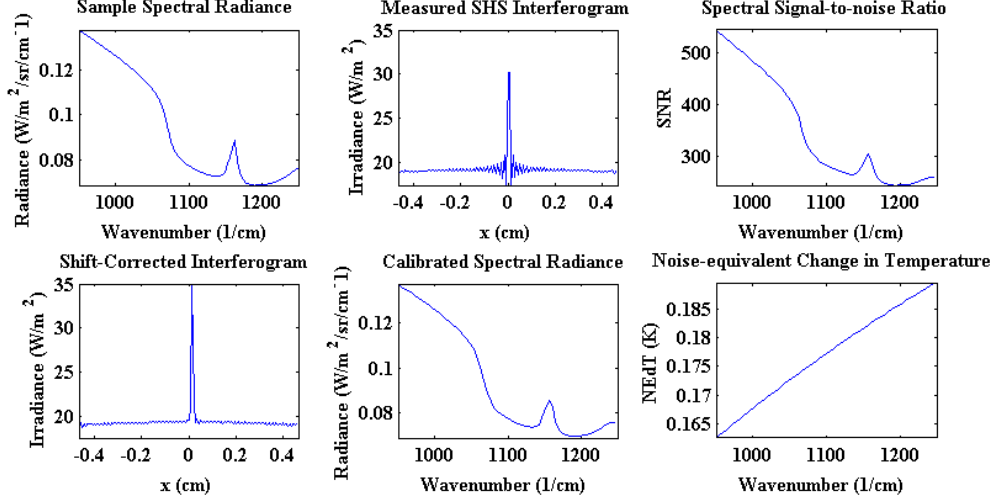 Sample Spectral Radiance
Radiance (W/m²/sr/cm⁻¹)
0.12
0.1
0.08
1000 1100 1200
Wavenumber (1/cm)
Measured SHS Interferogram
Irradiance (W/m²)
35
30
25
20
-0.4 -0.2 0 0.2 0.4
x (cm)
Spectral Signal-to-noise Ratio
SNR
500
400
300
1000 1100 1200
Wavenumber (1/cm)
Shift-Corrected Interferogram
Irradiance (W/m²)
35
30
25
20
-0.4 -0.2 0 0.2 0.4
x (cm)
Calibrated Spectral Radiance
Radiance (W/m²/sr/cm⁻¹)
0.12
0.1
0.08
1000 1100 1200
Wavenumber (1/cm)
Noise-equivalent Change in Temperature
NEdT (K)
0.185
0.18
0.175
0.17
0.165
1000 1100 1200
Wavenumber (1/cm)